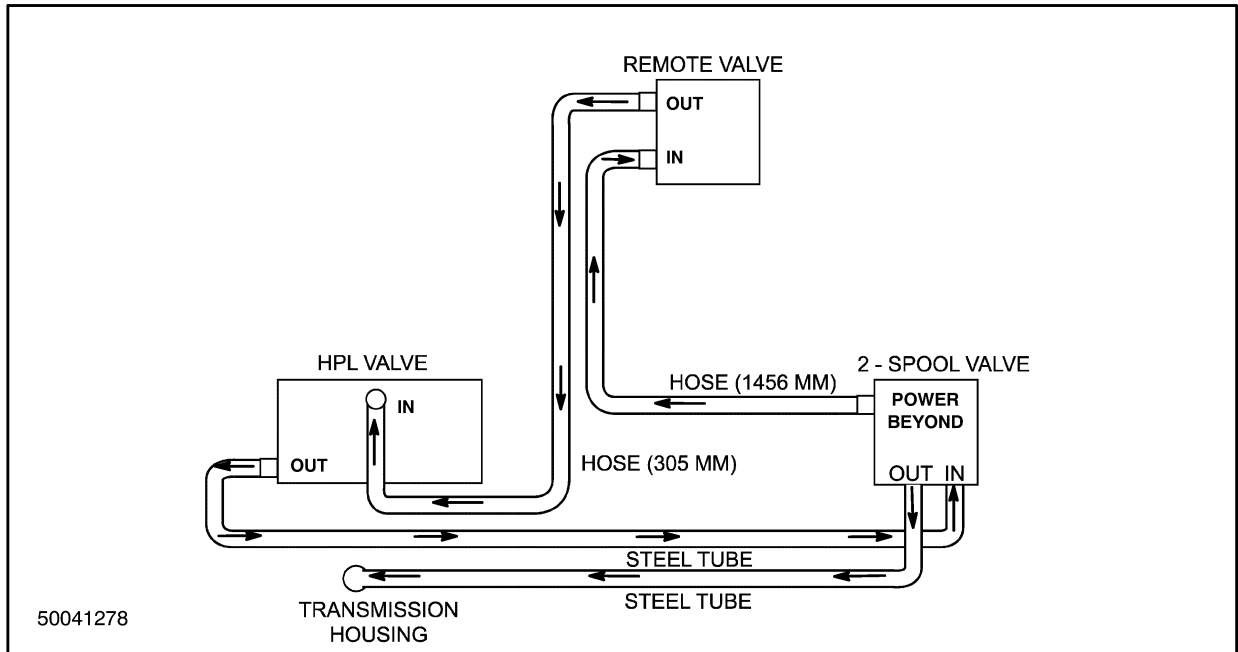 REMOTE VALVE
OUT
IN
HPL VALVE
IN
OUT
2 - SPOOL VALVE
POWER
BEYOND
OUT IN
HOSE (1456 MM)
HOSE (305 MM)
STEEL TUBE
STEEL TUBE
TRANSMISSION
HOUSING
50041278